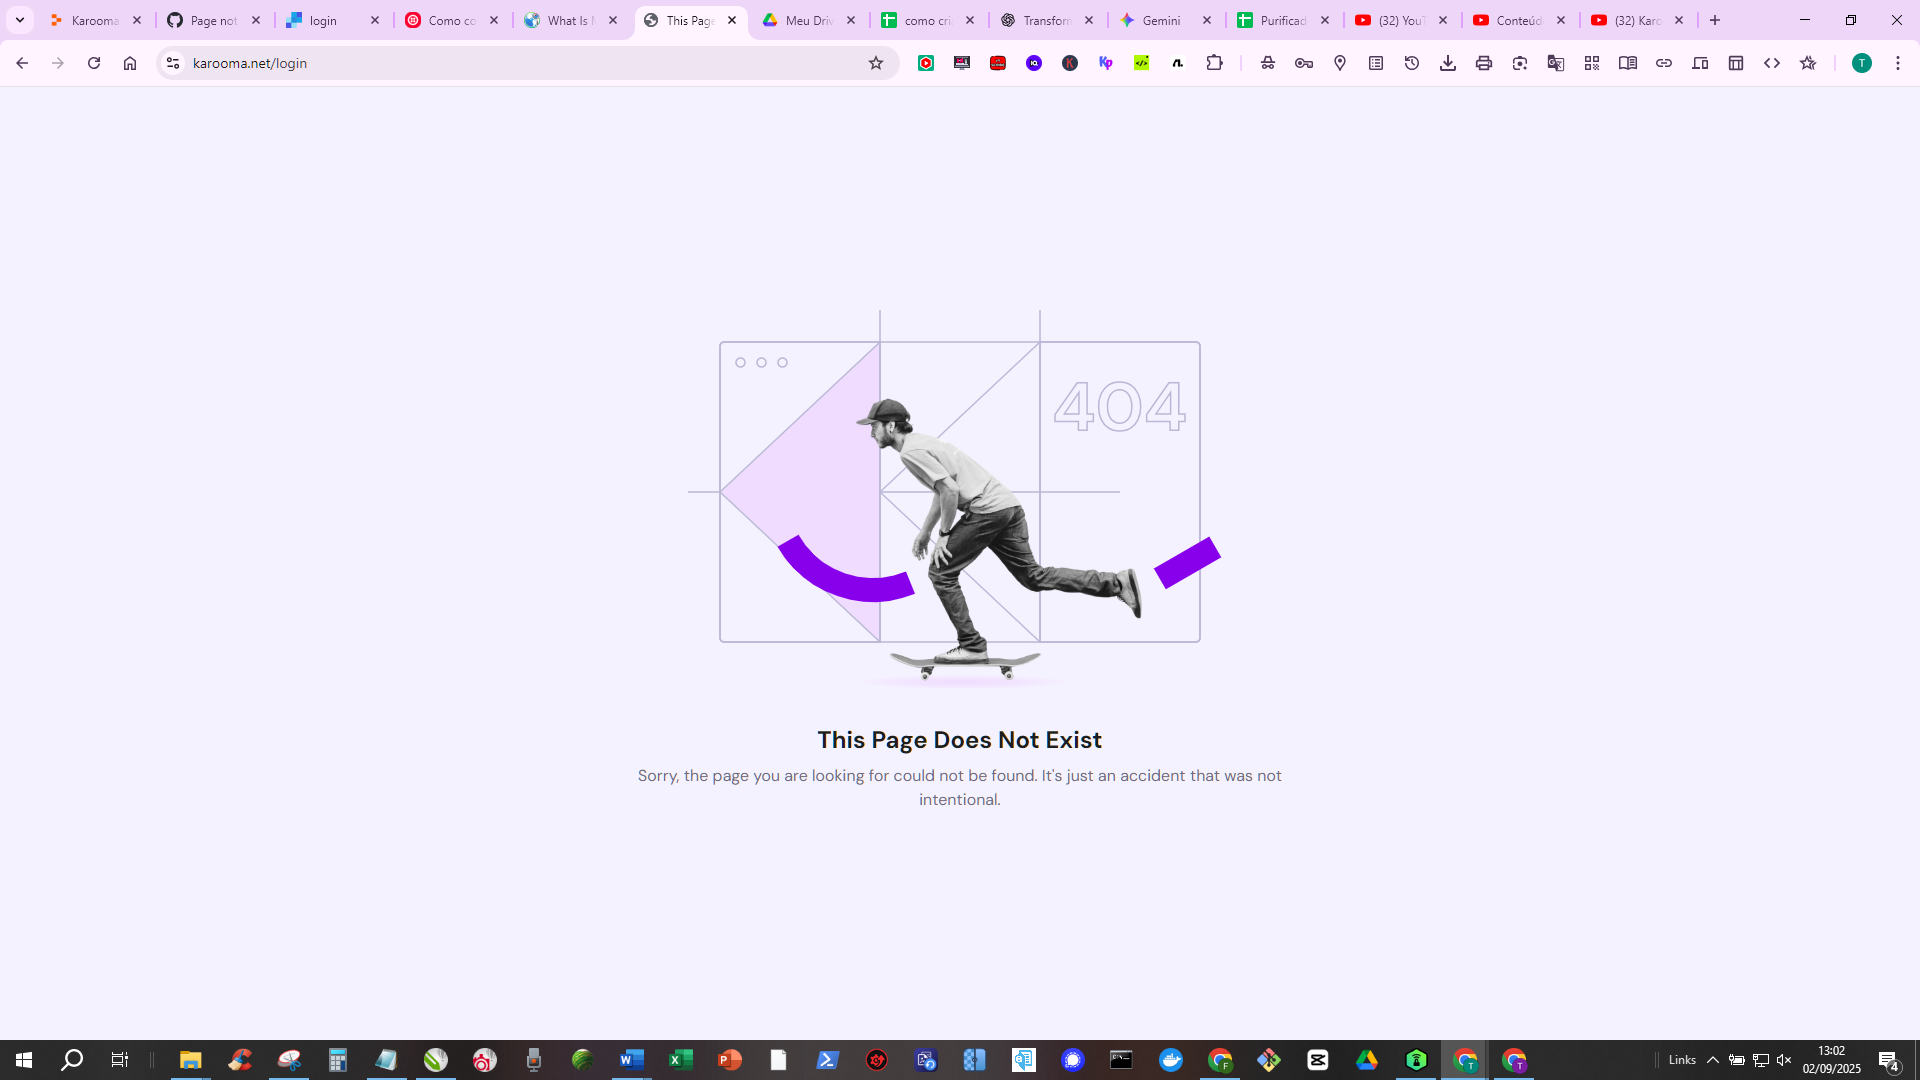 Karooma
Page not
login
Como co
What Is M
This Page
Meu Driv
como cri
Transform
Gemini
Purificad
(32) YouT
Conteúd
(32) Karo
karooma.net/login
T
404
This Page Does Not Exist
Sorry, the page you are looking for could not be found. It's just an accident that was not
intentional.
Links
13:02
02/09/2025
4